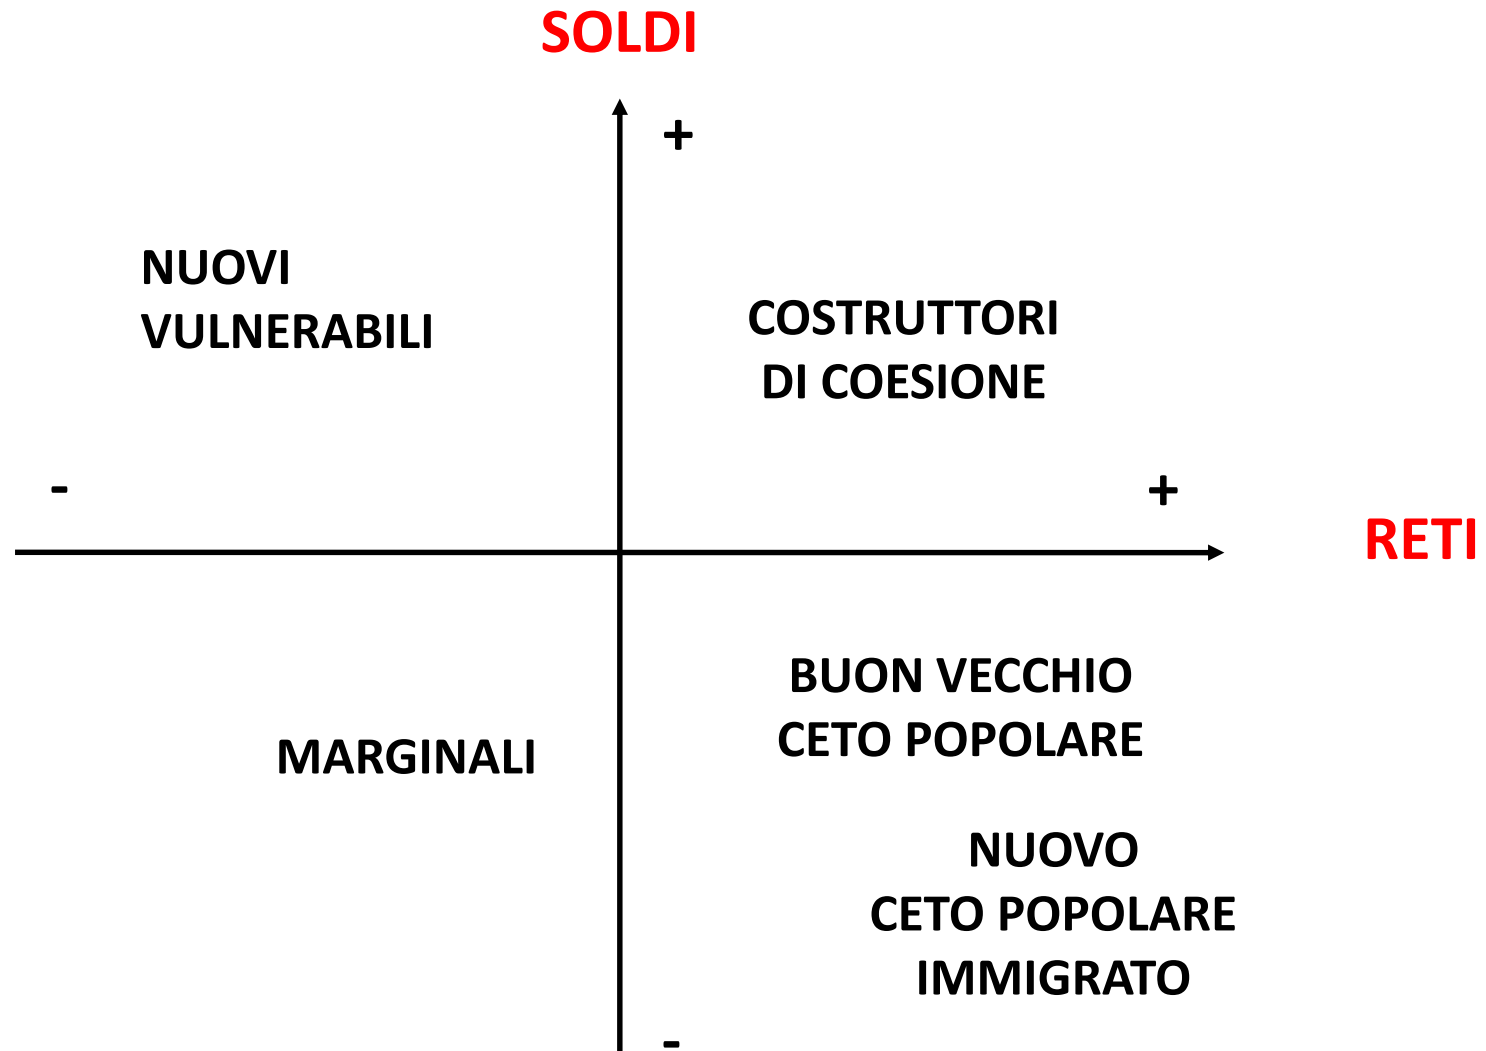 SOLDI
+
NUOVI
VULNERABILI
COSTRUTTORI
DI COESIONE
-
+
RETI
BUON VECCHIO
CETO POPOLARE
MARGINALI
NUOVO
CETO POPOLARE
IMMIGRATO
-